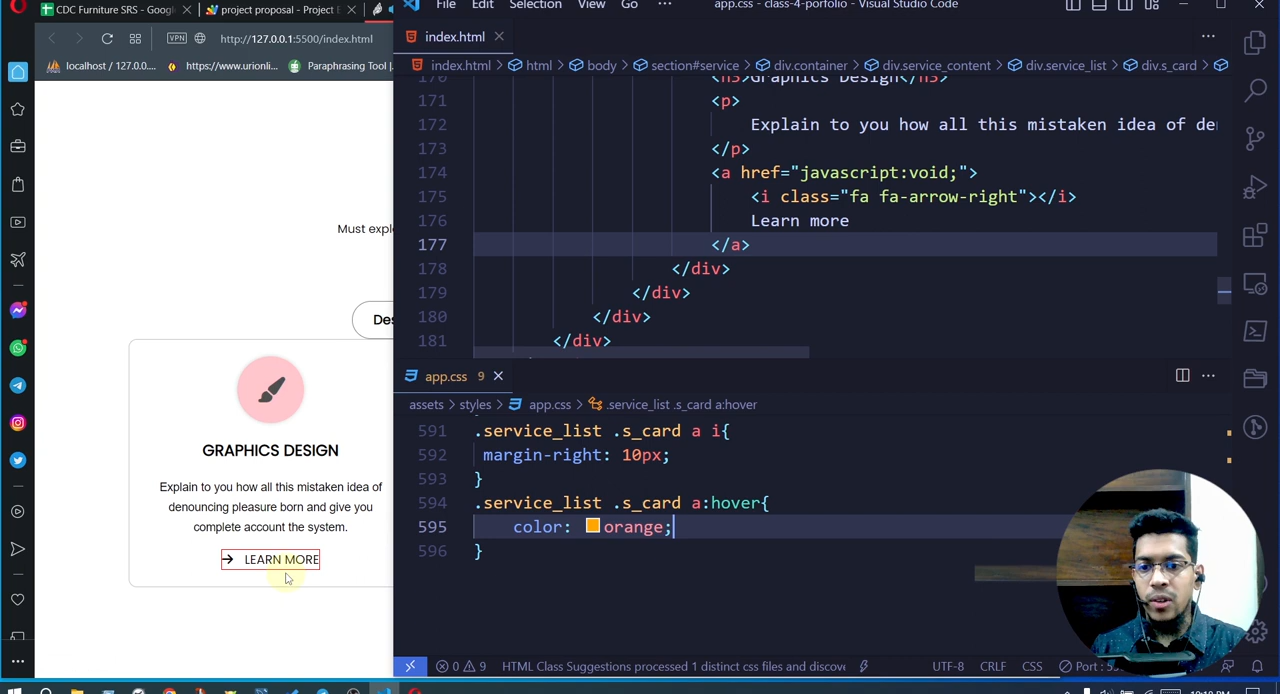 CDC Furniture SRS - Google
project proposal - Project B
File Edit Selection View Go ··· app.css - class-4-porfolio - Visual Studio Code
VPN http://127.0.0.1:5500/index.html
index.html
localhost / 127.0.0.... https://www.urionli... Paraphrasing Tool |.
index.html > html > body > section#service > div.container > div.service_content > div.service_list > div.s_card >
<h3>Graphics Design</h3>
171 <p>
172 Explain to you how all this mistaken idea of de
173 </p>
174 <a href="javascript:void;">
175 <i class="fa fa-arrow-right"></i>
176 Learn more
177 </a>
178 </div>
179 </div>
180 </div>
181 </div>
Must expl
Des
GRAPHICS DESIGN
Explain to you how all this mistaken idea of
denouncing pleasure born and give you
complete account the system.
LEARN MORE
app.css 9
assets > styles > app.css > .service_list .s_card a:hover
591 .service_list .s_card a i{
592 margin-right: 10px;
593 }
594 .service_list .s_card a:hover{
595 color: orange;
596 }
0 9 HTML Class Suggestions processed 1 distinct css files and discove UTF-8 CRLF CSS Port : 55